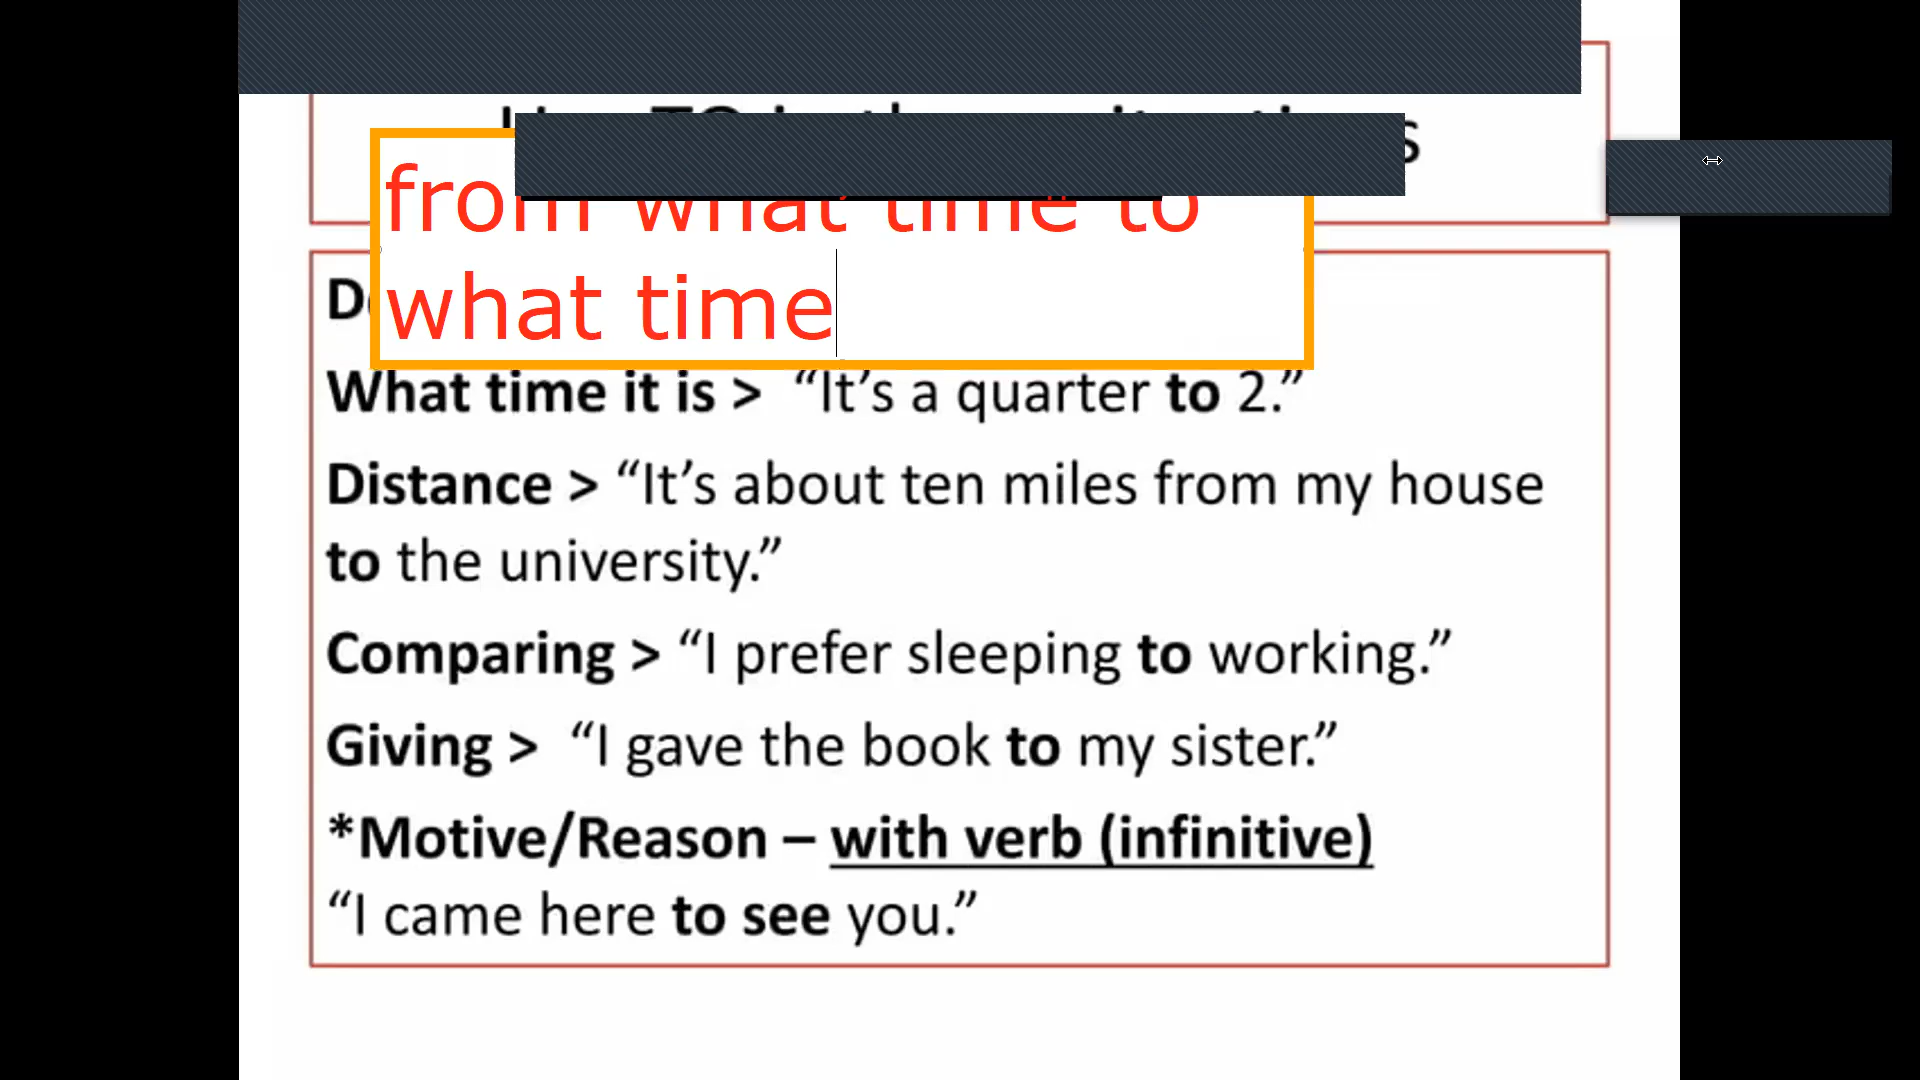 from what time to
what time
What time it is > “It’s a quarter to 2.”
Distance > “It’s about ten miles from my house
to the university.”
Comparing > “I prefer sleeping to working.”
Giving > “I gave the book to my sister.”
*Motive/Reason – with verb (infinitive)
“I came here to see you.”